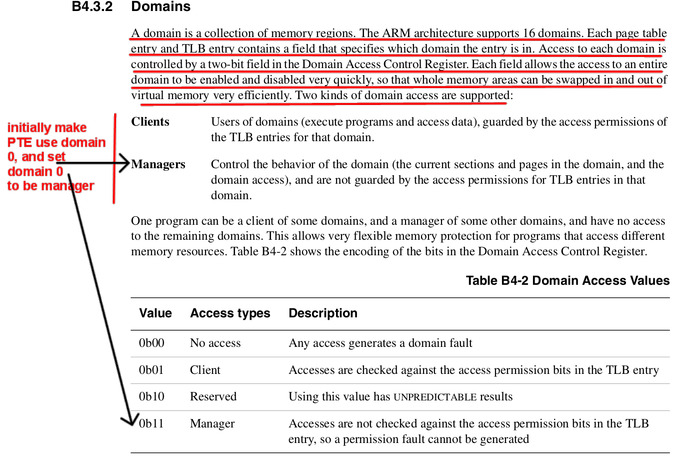 B4.3.2 Domains
A domain is a collection of memory regions. The ARM architecture supports 16 domains. Each page table
entry and TLB entry contains a field that specifies which domain the entry is in. Access to each domain is
controlled by a two-bit field in the Domain Access Control Register. Each field allows the access to an entire
domain to be enabled and disabled very quickly, so that whole memory areas can be swapped in and out of
virtual memory very efficiently. Two kinds of domain access are supported:
initially make
PTE use domain
0, and set
domain 0
to be manager
Clients Users of domains (execute programs and access data), guarded by the access permissions of
the TLB entries for that domain.
Managers Control the behavior of the domain (the current sections and pages in the domain, and the
domain access), and are not guarded by the access permissions for TLB entries in that
domain.
One program can be a client of some domains, and a manager of some other domains, and have no access
to the remaining domains. This allows very flexible memory protection for programs that access different
memory resources. Table B4-2 shows the encoding of the bits in the Domain Access Control Register.
Table B4-2 Domain Access Values
Value Access types Description
0b00 No access Any access generates a domain fault
0b01 Client Accesses are checked against the access permission bits in the TLB entry
0b10 Reserved Using this value has UNPREDICTABLE results
0b11 Manager Accesses are not checked against the access permission bits in the TLB
entry, so a permission fault cannot be generated